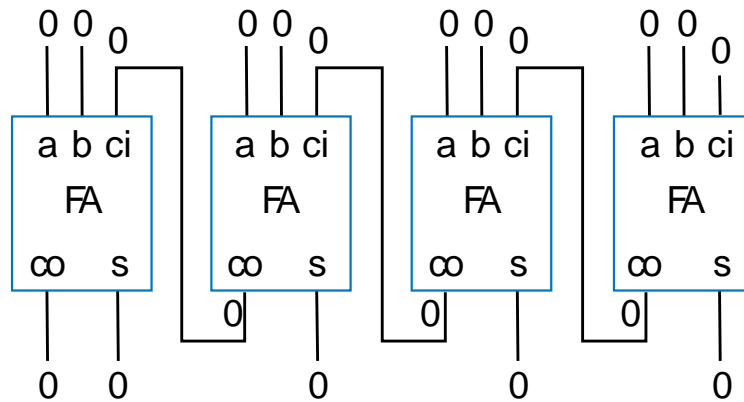 0 0 0 0 0 0 0 0 0 0 0 0
a b ci a b ci a b ci a b ci
FA FA FA FA
co s co s co s co s
0 0 0
0 0 0 0 0